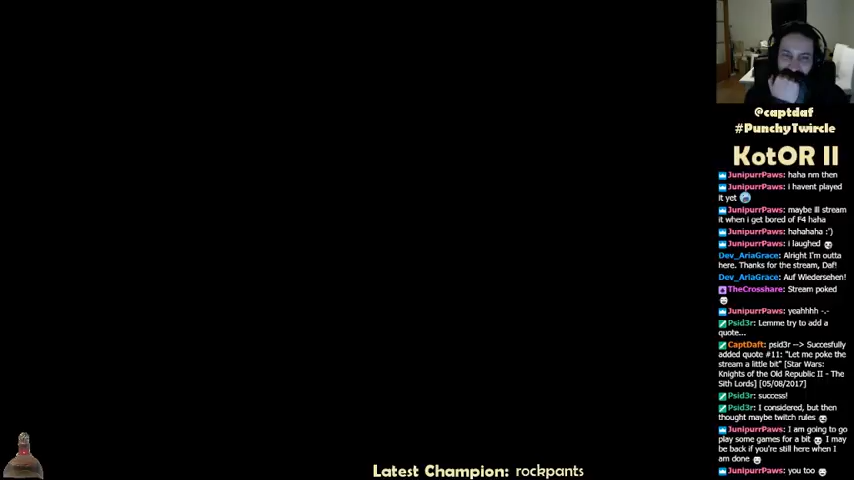 @captdaf
#PunchyTwircle
KotOR II
JunipurrPaws: haha nm then
JunipurrPaws: i havent played
it yet
JunipurrPaws: maybe ill stream
it when i get bored of F4 haha
JunipurrPaws: hahahaha :')
JunipurrPaws: i laughed
Dev_AriaGrace: Alright I'm outta
here. Thanks for the stream, Daf!
Dev_AriaGrace: Auf Wiedersehen!
TheCrosshare: Stream poked
JunipurrPaws: yeahhhh -.-
Psid3r: Lemme try to add a
quote...
CaptDaft: psid3r --> Succesfully
added quote #11: "Let me poke the
stream a little bit" [Star Wars:
Knights of the Old Republic II - The
Sith Lords] [05/08/2017]
Psid3r: success!
Psid3r: I considered, but then
thought maybe twitch rules
JunipurrPaws: I am going to go
play some games for a bit I may
be back if you're still here when I
am done
JunipurrPaws: you too
Latest Champion: rockpants